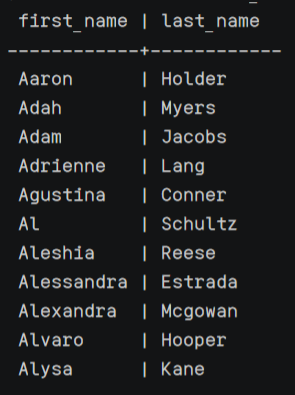 first_name | last_name
------------+------------
Aaron | Holder
Adah | Myers
Adam | Jacobs
Adrienne | Lang
Agustina | Conner
Al | Schultz
Aleshia | Reese
Alessandra | Estrada
Alexandra | Mcgowan
Alvaro | Hooper
Alysa | Kane